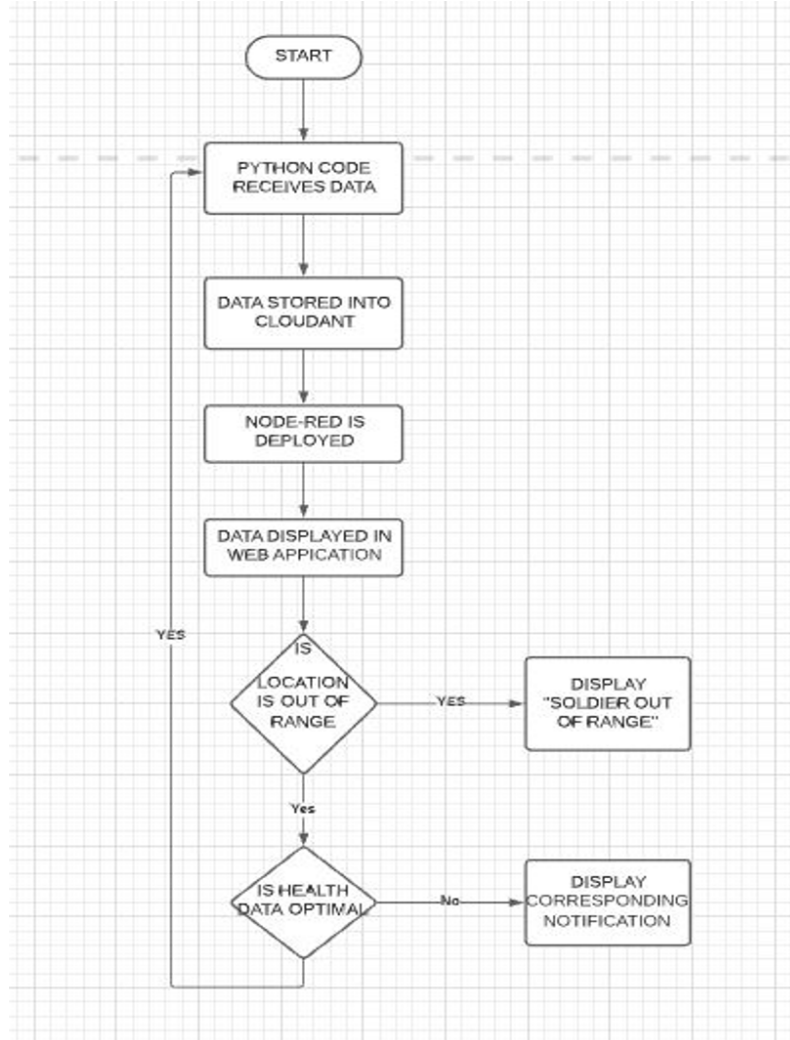 START
PYTHON CODE
RECEIVES DATA
DATA STORED INTO
CLOUDANT
NODE-RED IS
DEPLOYED
DATA DISPLAYED IN
WEB APPICATION
YES
IS
LOCATION
IS OUT OF
RANGE
YES
DISPLAY
"SOLDIER OUT
OF RANGE"
Yes
IS HEALTH
DATA OPTIMAL
No
DISPLAY
CORRESPONDING
NOTIFICATION